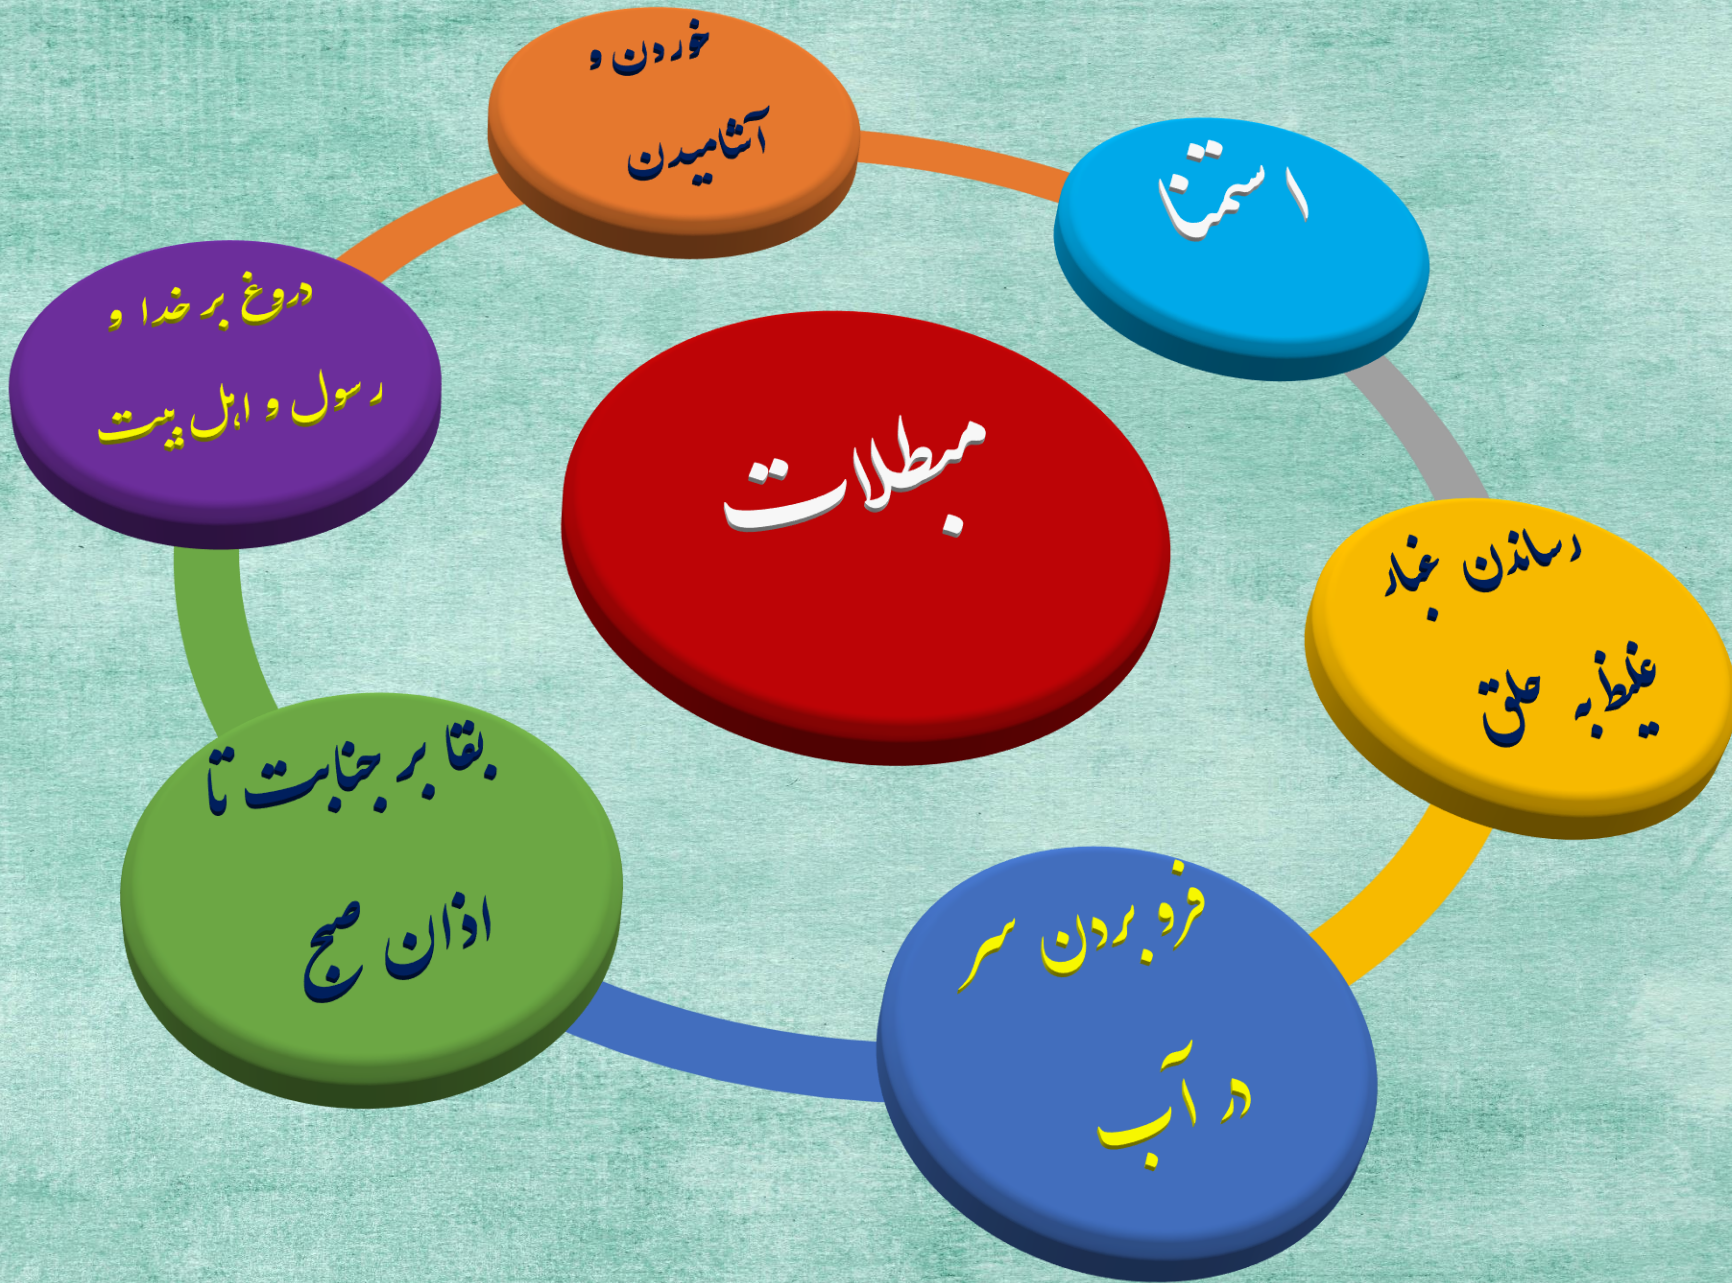 خوردن و
آشامیدن
استمنا
دروغ بر خدا و
رسول و اهل بیت
مبطلات
رساندن غبار
غلیظ به حلق
بقا بر جنابت تا
اذان صبح
فرو بردن سر
در آب